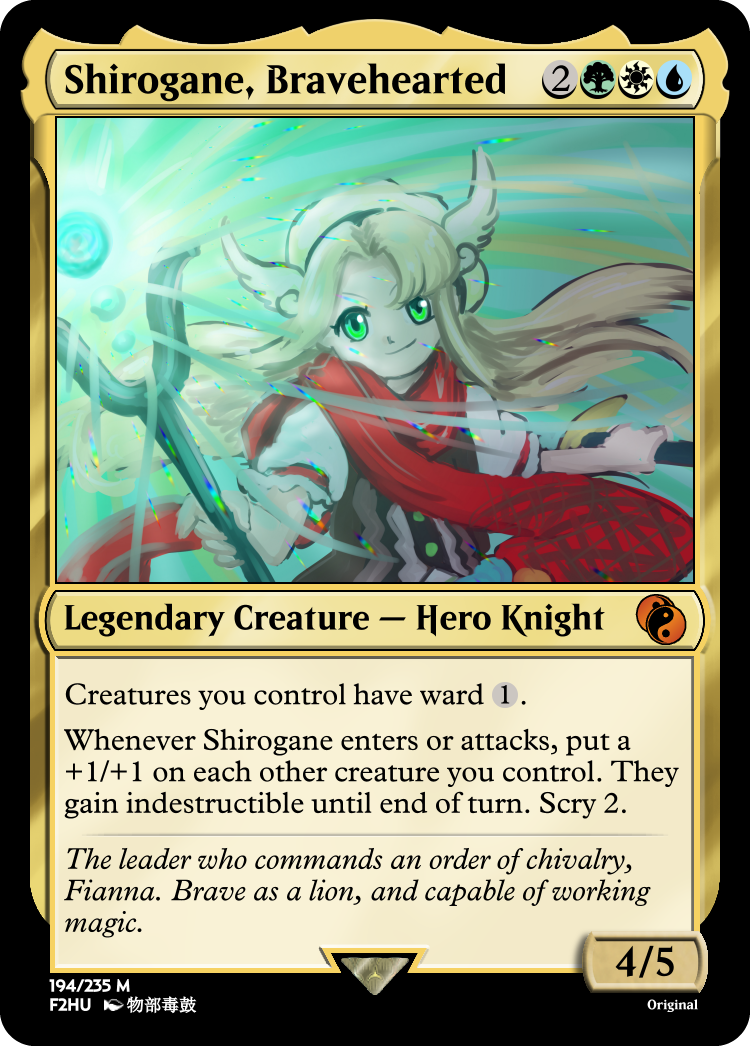 Shirogane, Bravehearted 2
Legendary Creature — Hero Knight
Creatures you control have ward 1.
Whenever Shirogane enters or attacks, put a
+1/+1 on each other creature you control. They
gain indestructible until end of turn. Scry 2.
The leader who commands an order of chivalry,
Fianna. Brave as a lion, and capable of working
magic.
4/5
194/235 M
F2HU 物部毒鼓
Original